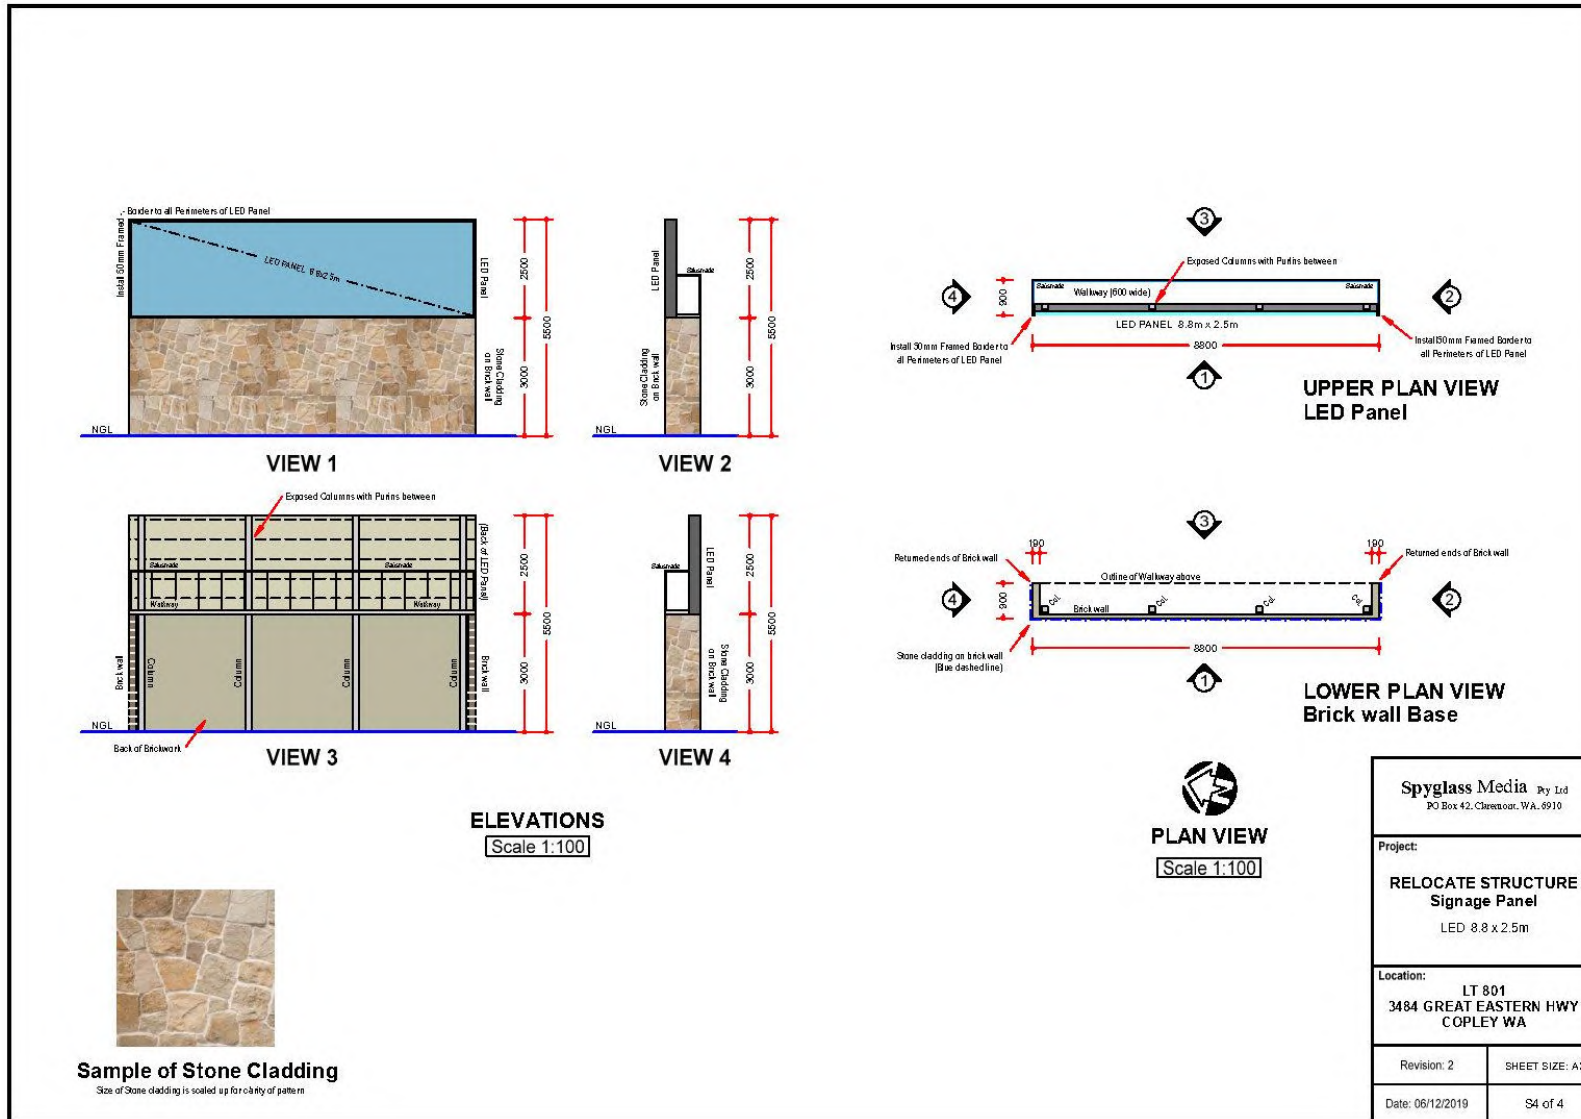 Border to all Perimeters of LED Panel
Install 50mm Framed
LED PANEL 8.8x2.5m
LED Panel
2500
5500
Stone Cladding
on Brick wall
3000
NGL
VIEW 1
LED Panel
Balustrade
2500
5500
Stone Cladding
on Brick wall
3000
NGL
VIEW 2
Exposed Columns with Purlins between
(Back of LED Panel)
Balustrade
Balustrade
Walkway
Walkway
2500
5500
Brick wall
Column
Column
Column
Column
Brick wall
3000
NGL
Back of Brickwork
VIEW 3
Balustrade
LED Panel
2500
5500
Stone Cladding
on Brick wall
3000
NGL
VIEW 4
ELEVATIONS
Scale 1:100
Sample of Stone Cladding
Size of Stone cladding is scaled up for clarity of pattern
3
Exposed Columns with Purlins between
4
900
Balustrade
Walkway (600 wide)
Balustrade
2
LED PANEL 8.8m x 2.5m
Install 50mm Framed Border to
all Perimeters of LED Panel
8800
Install 50mm Framed Border to
all Perimeters of LED Panel
1
UPPER PLAN VIEW
LED Panel
3
190
190
Returned ends of Brick wall
Returned ends of Brick wall
Outline of Walkway above
4
900
Col.
Brick wall
Col.
Col.
Col.
2
Stone cladding on brick wall
(Blue dashed line)
8800
1
LOWER PLAN VIEW
Brick wall Base
N
PLAN VIEW
Scale 1:100
Spyglass Media Pty Ltd
PO Box 42, Claremont, WA, 6910
Project:
RELOCATE STRUCTURE
Signage Panel
LED 8.8 x 2.5m
Location:
LT 801
3484 GREAT EASTERN HWY
COPLEY WA
Revision: 2
SHEET SIZE:
Date: 06/12/2019
S4 of 4